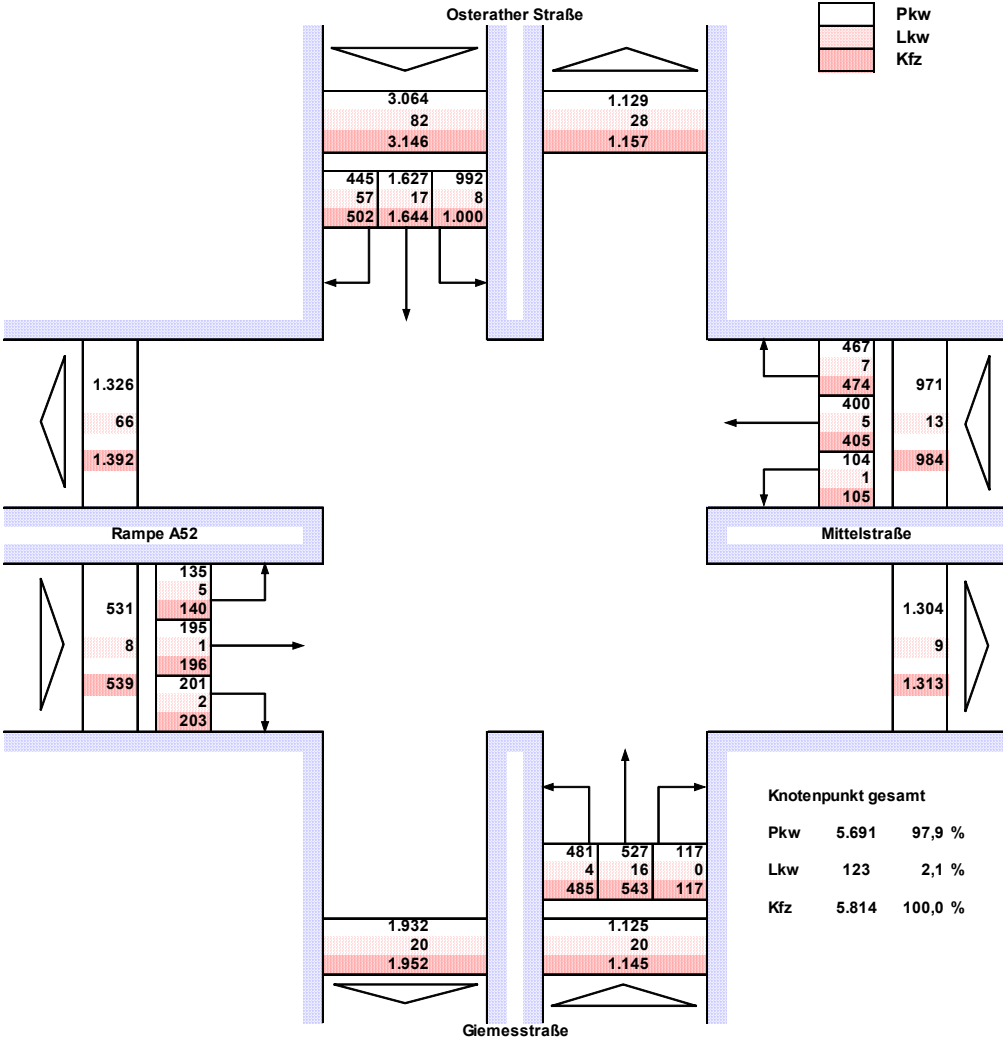 Osterather Straße
Pkw
Lkw
Kfz
3.064
82
3.146
1.129
28
1.157
445 1.627 992
57 17 8
502 1.644 1.000
1.326
66
1.392
467
7
474
400
5
405
104
1
105
971
13
984
Rampe A52
Mittelstraße
531
8
539
135
5
140
195
1
196
201
2
203
1.304
9
1.313
Knotenpunkt gesamt
Pkw 5.691 97,9 %
Lkw 123 2,1 %
Kfz 5.814 100,0 %
481 527 117
4 16 0
485 543 117
1.932
20
1.952
1.125
20
1.145
Giemesstraße